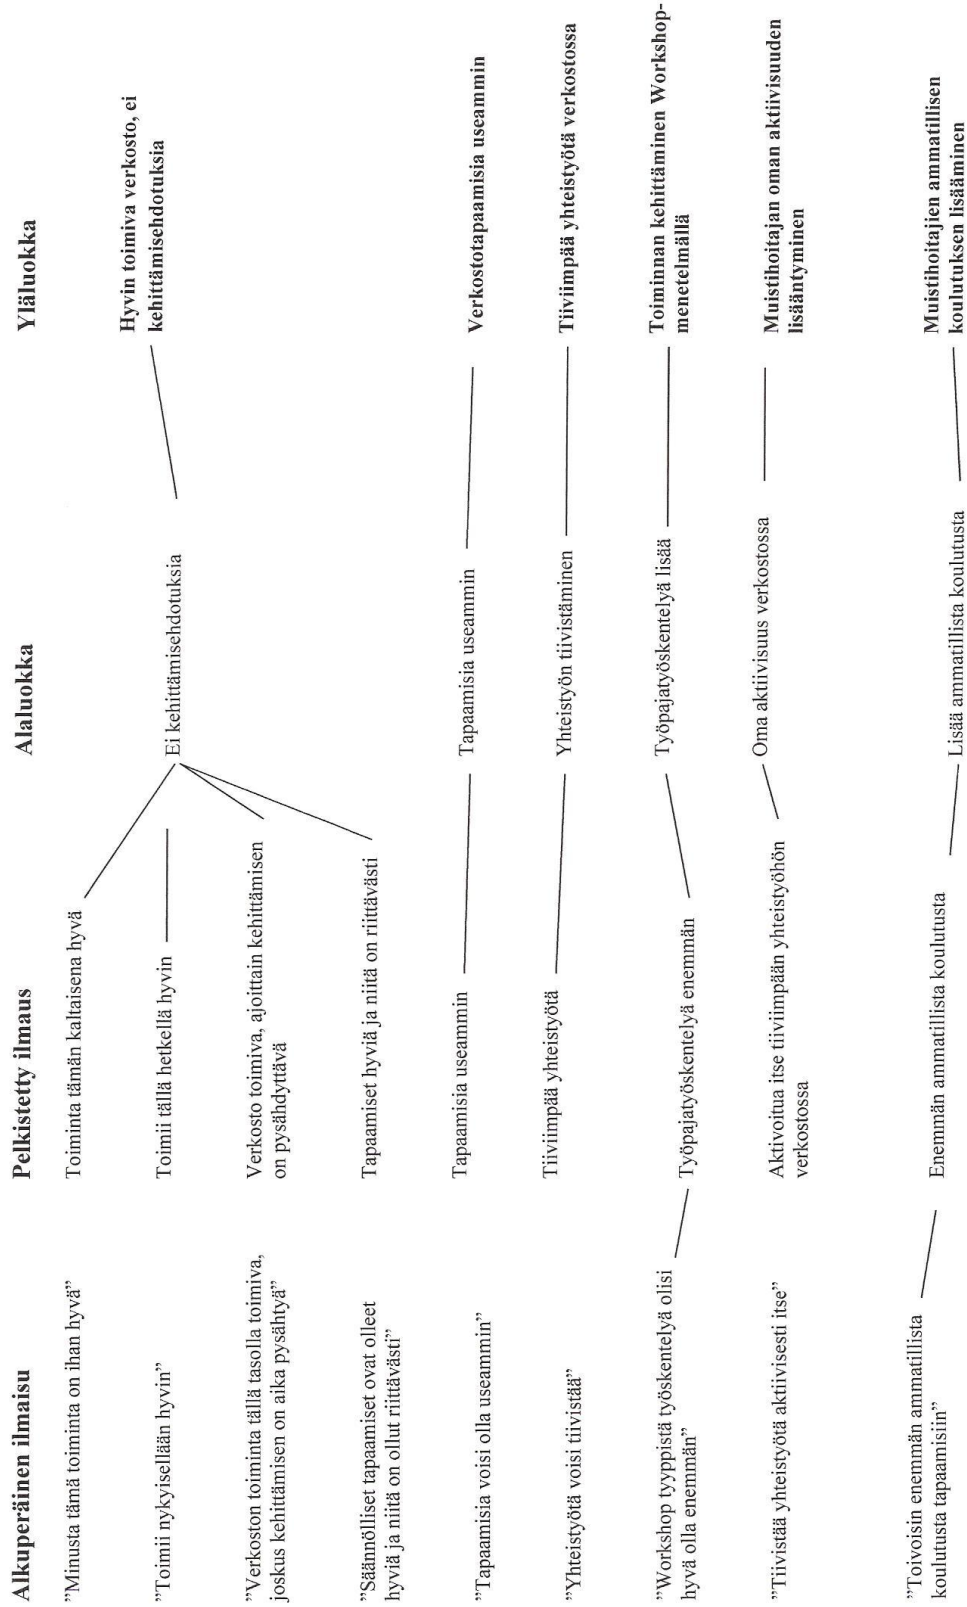 Alkuperäinen ilmaisu
Pelkistetty ilmaus
Alaluokka
Yläluokka
”Minusta tämä toiminta on ihan hyvä”
Toiminta tämän kaltaisena hyvä
”Toimii nykyisellään hyvin”
Toimii tällä hetkellä hyvin
Ei kehittämisehdotuksia
Hyvin toimiva verkosto, ei
kehittämisehdotuksia
”Verkoston toiminta tällä tasolla toimiva,
joskus kehittämisen on aika pysähtyä”
Verkosto toimiva, ajoittain kehittämisen
on pysähdyttävä
”Säännölliset tapaamiset ovat olleet
hyviä ja niitä on ollut riittävästi”
Tapaamiset hyviä ja niitä on riittävästi
”Tapaamisia voisi olla useammin”
Tapaamisia useammin
Tapaamisia useammin
Verkostotapaamisia useammin
”Yhteistyötä voisi tiivistää”
Tiiviimpää yhteistyötä
Yhteistyön tiivistäminen
Tiiviimpää yhteistyötä verkostossa
”Workshop tyyppistä työskentelyä olisi
hyvä olla enemmän”
Työpajatyöskentelyä enemmän
Työpajatyöskentelyä lisää
Toiminnan kehittäminen Workshop-
menetelmällä
”Tiivistää yhteistyötä aktiivisesti itse”
Aktivoitua itse tiiviimpään yhteistyöhön
verkostossa
Oma aktiivisuus verkostossa
Muistihoitajan oman aktiivisuuden
lisääntyminen
”Toivoisin enemmän ammatillista
koulutusta tapaamisiin”
Enemmän ammatillista koulutusta
Lisää ammatillista koulutusta
Muistihoitajien ammatillisen
koulutuksen lisääminen